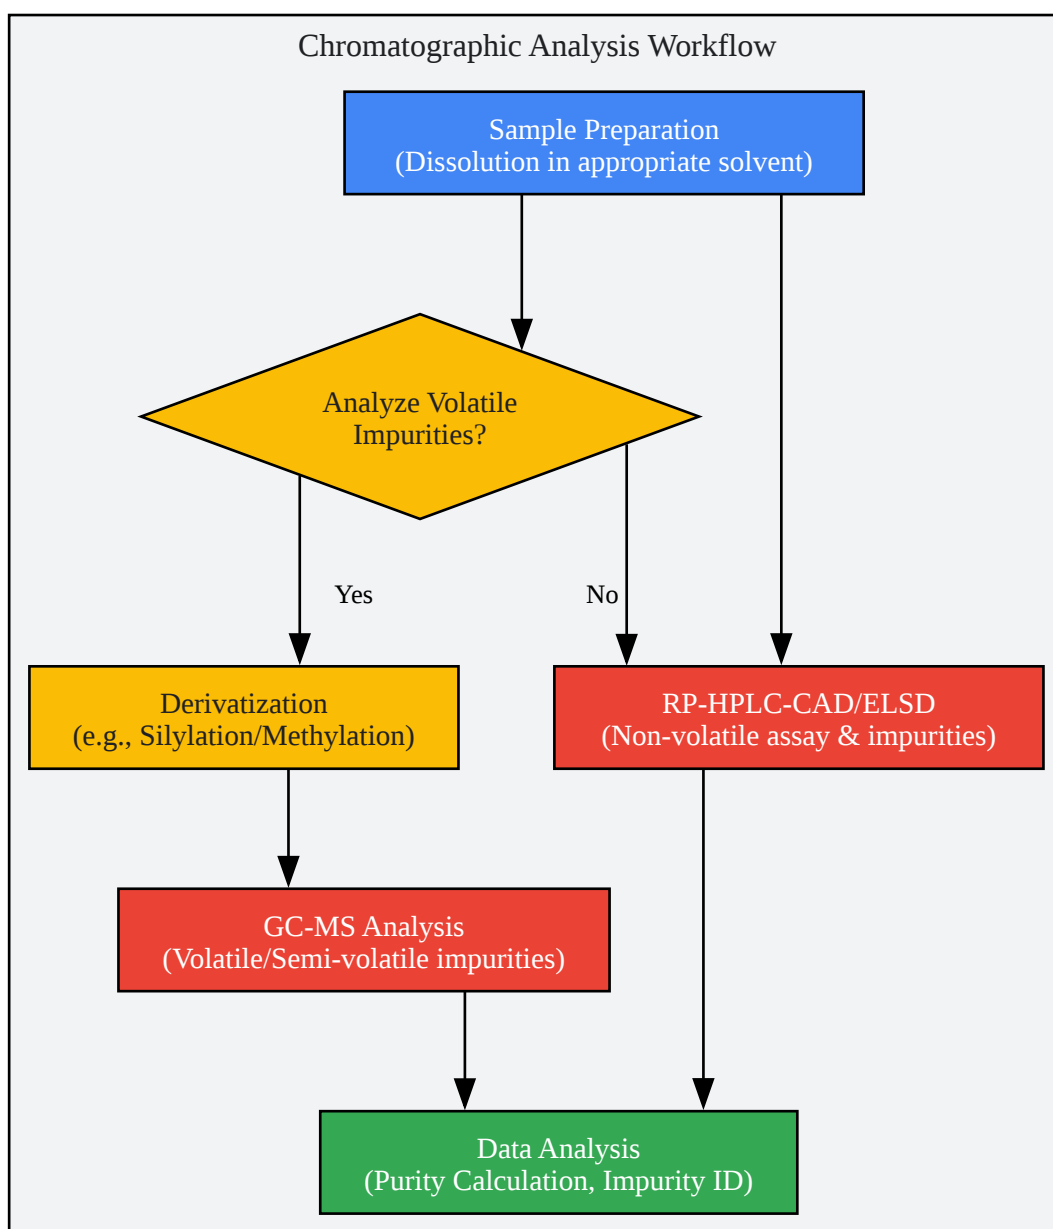 Chromatographic Analysis Workflow
Sample Preparation
(Dissolution in appropriate solvent)
Analyze Volatile
Impurities?
Yes
No
Derivatization
(e.g., Silylation/Methylation)
RP-HPLC-CAD/ELSD
(Non-volatile assay & impurities)
GC-MS Analysis
(Volatile/Semi-volatile impurities)
Data Analysis
(Purity Calculation, Impurity ID)